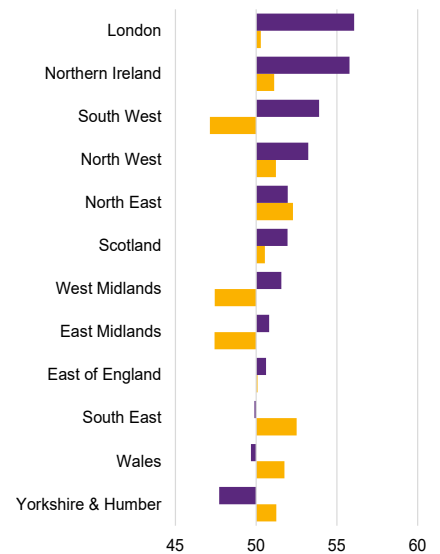 London
Northern Ireland
South West
North West
North East
Scotland
West Midlands
East Midlands
East of England
South East
Wales
Yorkshire & Humber
45 50 55 60